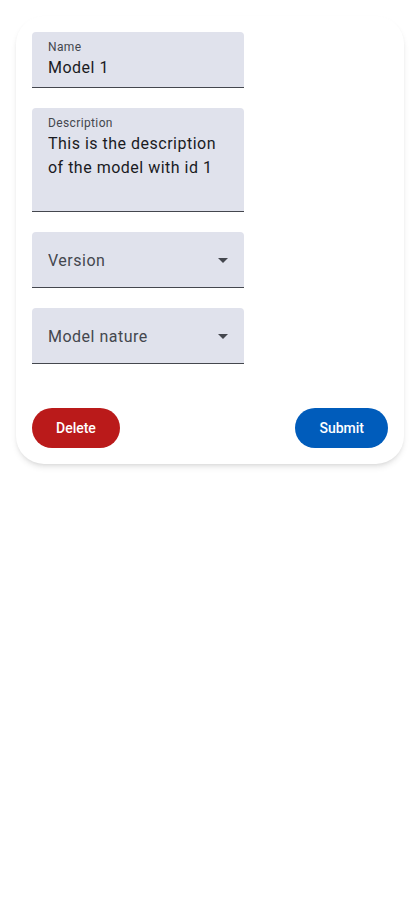 Name
Model 1
Description
This is the description
of the model with id 1
Version
Model nature
Delete
Submit